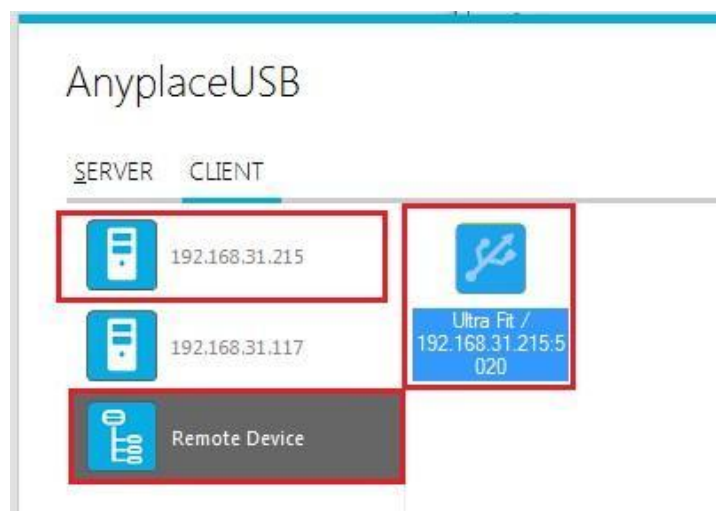 AnyplaceUSB
SERVER CLIENT
192.168.31.215
192.168.31.117
Remote Device
Ultra Fit /
192.168.31.215:5
020